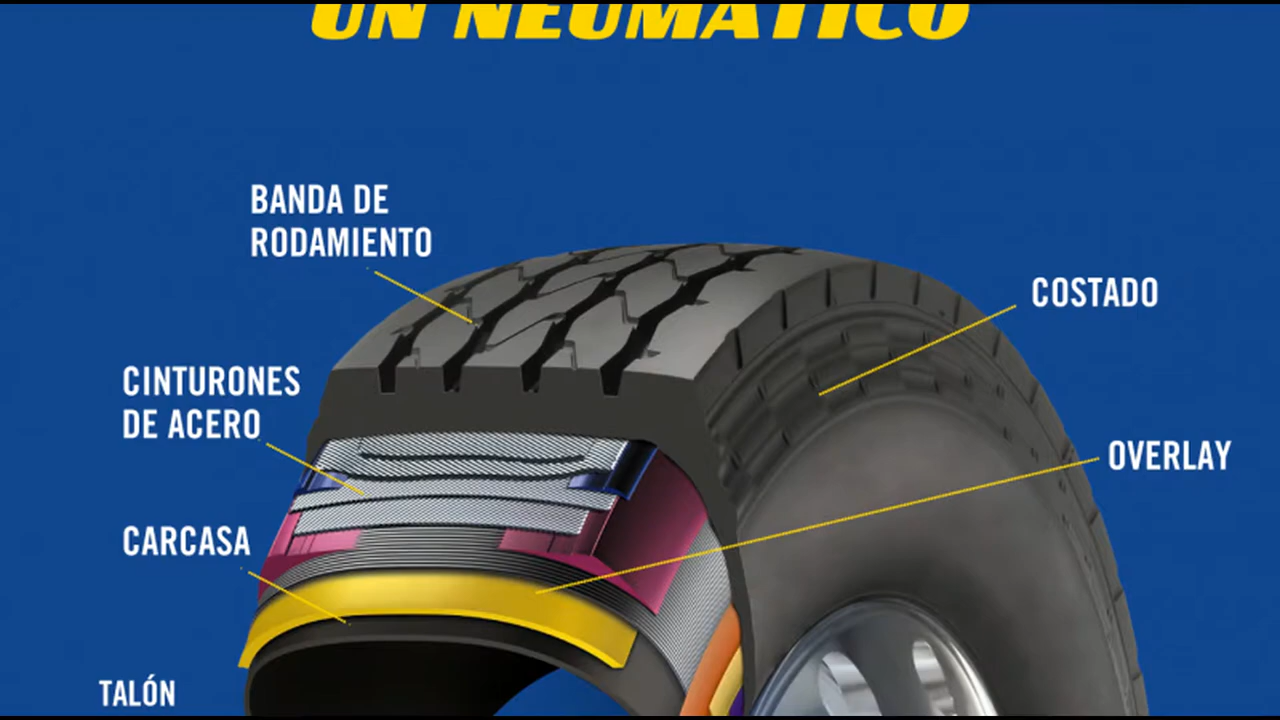 UN NEUMÁTICO
BANDA DE
RODAMIENTO
COSTADO
CINTURONES
DE ACERO
OVERLAY
CARCASA
TALÓN